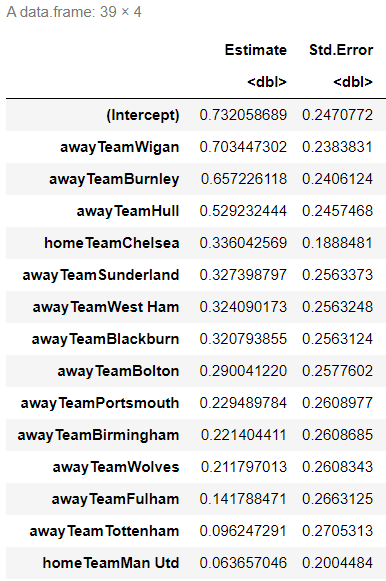 A data.frame: 39 × 4
Estimate Std.Error
<dbl> <dbl>
(Intercept) 0.732058689 0.2470772
awayTeamWigan 0.703447302 0.2383831
awayTeamBurnley 0.657226118 0.2406124
awayTeamHull 0.529232444 0.2457468
homeTeamChelsea 0.336042569 0.1888481
awayTeamSunderland 0.327398797 0.2563373
awayTeamWest Ham 0.324090173 0.2563248
awayTeamBlackburn 0.320793855 0.2563124
awayTeamBolton 0.290041220 0.2577602
awayTeamPortsmouth 0.229489784 0.2608977
awayTeamBirmingham 0.221404411 0.2608685
awayTeamWolves 0.211797013 0.2608343
awayTeamFulham 0.141788471 0.2663125
awayTeamTottenham 0.096247291 0.2705313
homeTeamMan Utd 0.063657046 0.2004484